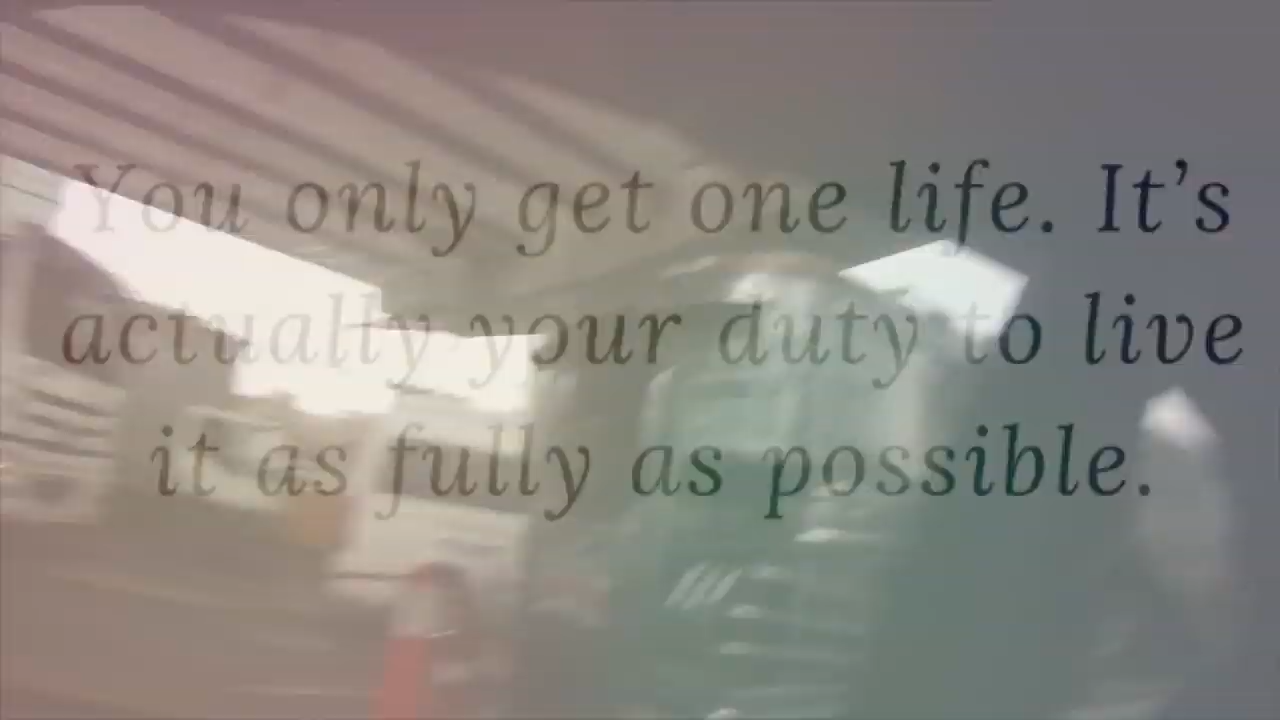 You only get one life. It’s
actually your duty to live
it as fully as possible.